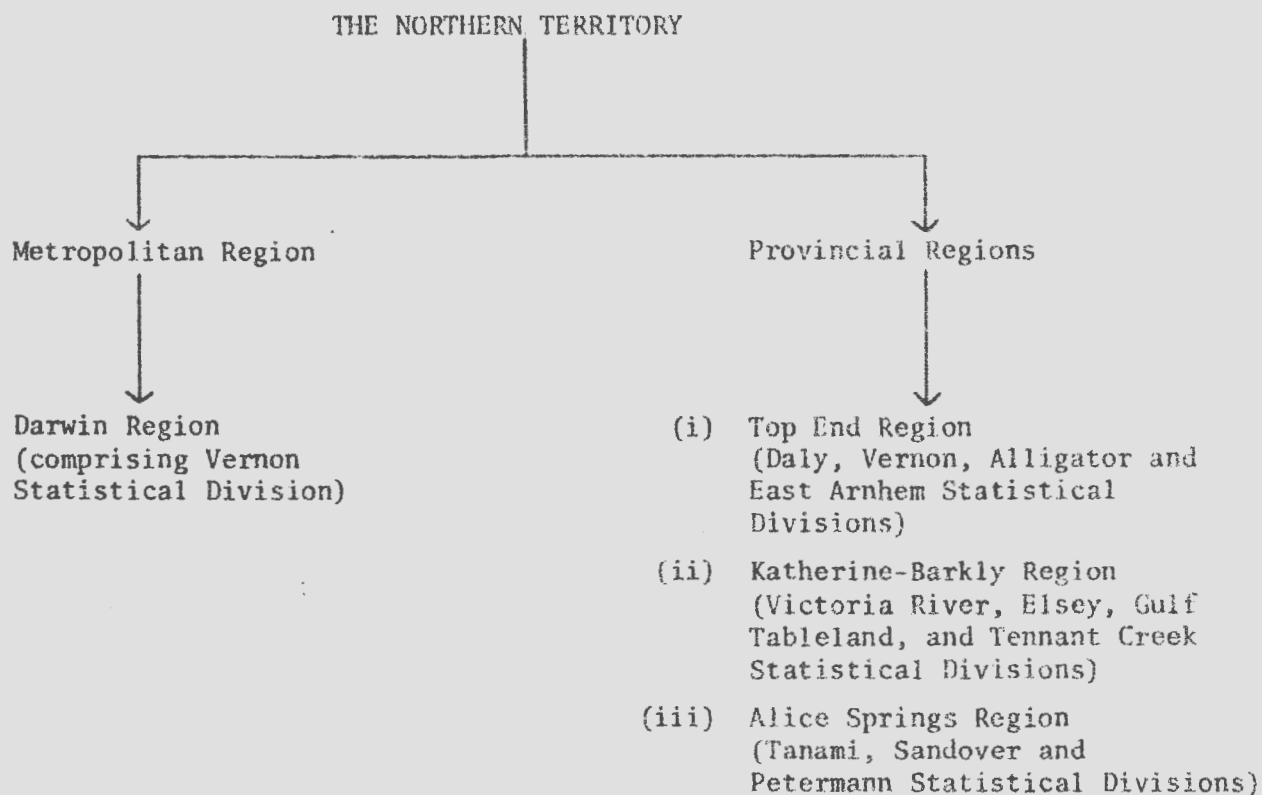 THE NORTHERN TERRITORY
Metropolitan Region
Provincial Regions
Darwin Region
(comprising Vernon
Statistical Division)
(i) Top End Region
(Daly, Vernon, Alligator and
East Arnhem Statistical
Divisions)
(ii) Katherine-Barkly Region
(Victoria River, Elsey, Gulf
Tableland, and Tennant Creek
Statistical Divisions)
(iii) Alice Springs Region
(Tanami, Sandover and
Petermann Statistical Divisions)